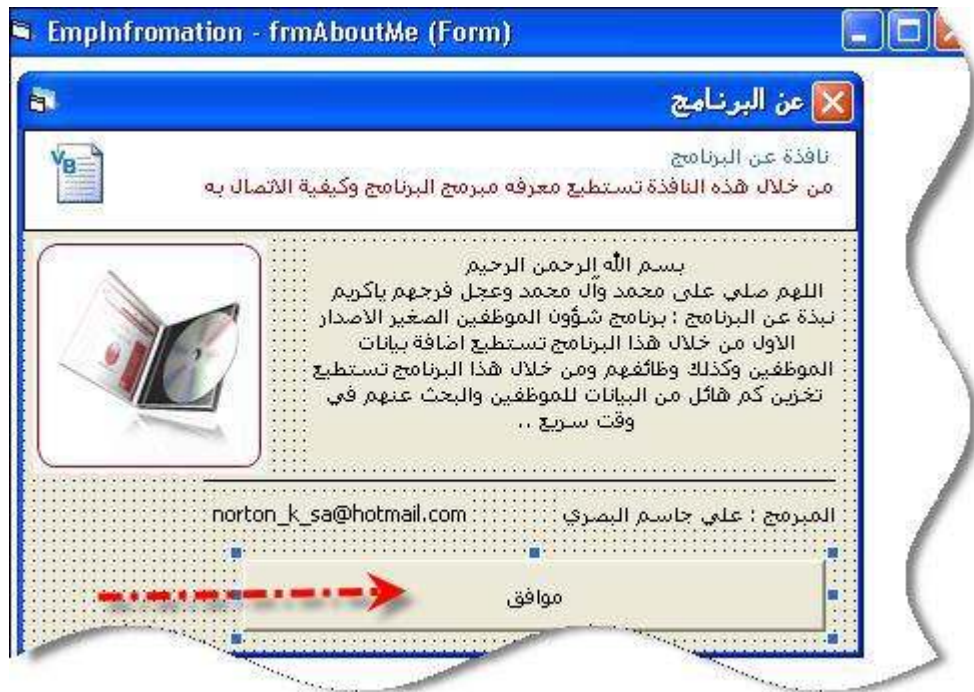 EmpInfromation - frmAboutMe (Form)
عن البرنامج
VB
نافذة عن البرنامج
من خلال هذه النافذة تستطيع معرفه مبرمج البرنامج وكيفية الاتصال به
بسم الله الرحمن الرحيم
اللهم صلي على محمد وآل محمد وعجل فرجهم ياكريم
نبذة عن البرنامج : برنامج شؤون الموظفين الصغير الاصدار
الاول من خلال هذا البرنامج تستطيع اضافة بيانات
الموظفين وكذلك وظائفهم ومن خلال هذا البرنامج تستطيع
تخزين كم هائل من البيانات للموظفين والبحث عنهم في
وقت سريع ..
المبرمج : علي جاسم البصري norton_k_sa@hotmail.com
موافق